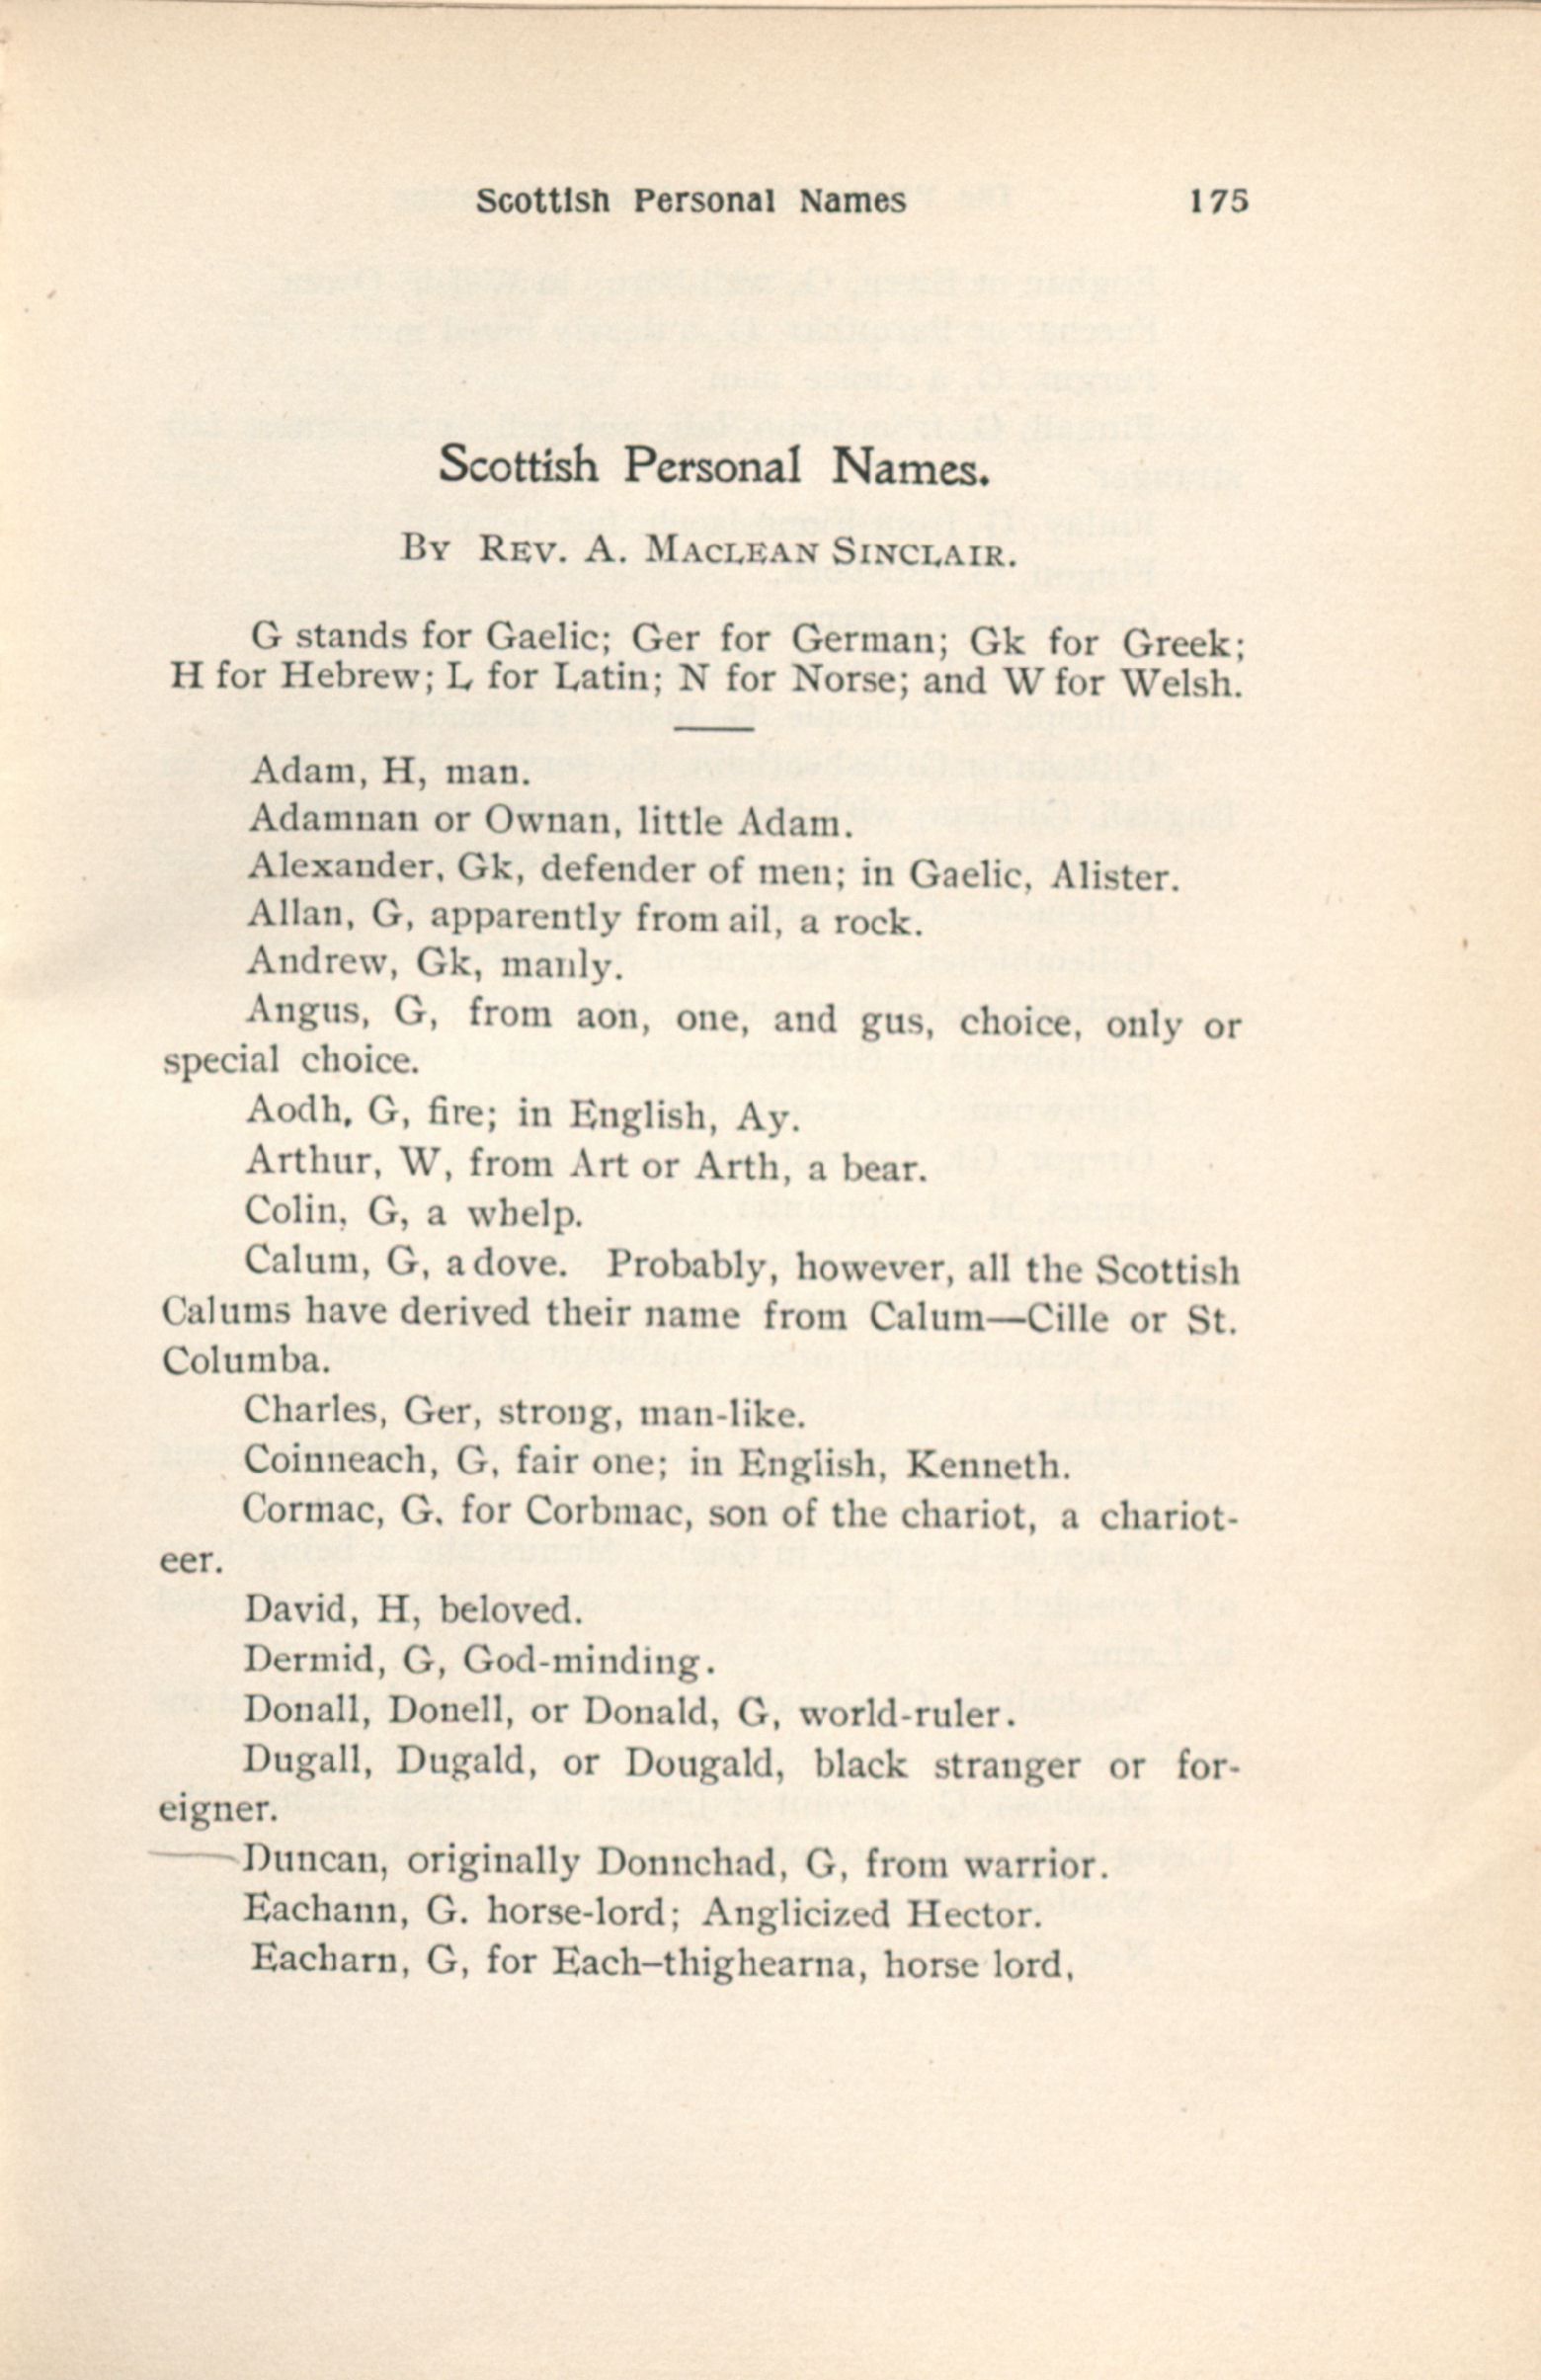 Scottish Personal Names 175
Scottish Personal Names.
By Rev. A. Maclean Sinclair.
G stands for Gaelic; Ger for German; Gk for Greek;
H for Hebrew; L for Latin; N for Norse; and W for Welsh.
Adam, H, man.
Adamnan or Ownan, little Adam.
Alexander, Gk, defender of men; in Gaelic, Alister.
Allan, G, apparently from ail, a rock.
Andrew, Gk, manly.
Angus, G, from aon, one, and gus, choice, only or
special choice.
Aodh, G, fire; in English, Ay.
Arthur, W, from Art or Arth, a bear.
Colin, G, a whelp.
Calum, G, a dove. Probably, however, all the Scottish
Calums have derived their name from Calum—Cille or St.
Columba.
Charles, Ger, strong, man-like.
Coinneach, G, fair one; in English, Kenneth.
Cormac, G. for Corbmac, son of the chariot, a chariot-
eer.
David, H, beloved.
Dermid, G, God-minding.
Donall, Donell, or Donald, G, world-ruler.
Dugall, Dugald, or Dougald, black stranger or for-
eigner.
Duncan, originally Donnchad, G, from warrior.
Eachann, G. horse-lord; Anglicized Hector.
Eacharn, G, for Each–thighearna, horse lord,